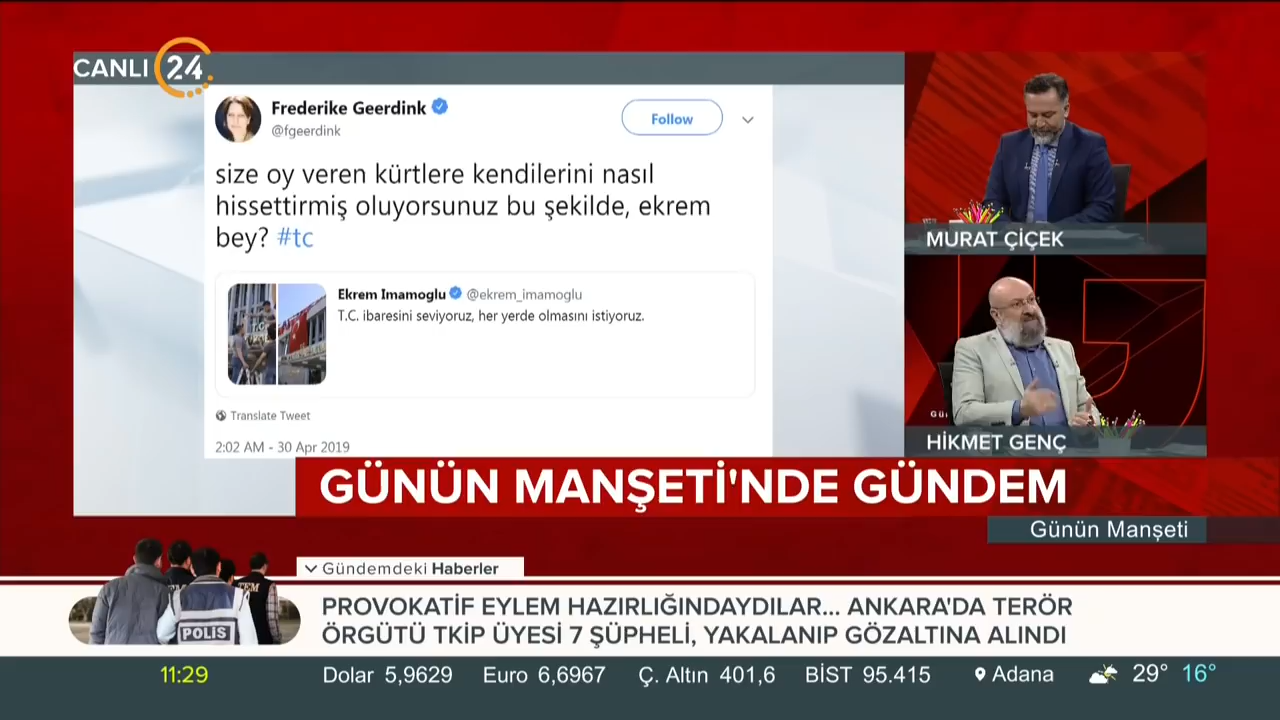 CANLI 24
Frederike Geerdink
@fgeerdink
Follow
size oy veren kürtlere kendilerini nasıl
hissettirmiş oluyorsunuz bu şekilde, ekrem
bey? #tc
Ekrem Imamoglu @ekrem_imamoglu
T.C. ibaresini seviyoruz, her yerde olmasını istiyoruz.
Translate Tweet
2:02 AM - 30 Apr 2019
MURAT ÇİÇEK
HİKMET GENÇ
GÜNÜN MANŞETİ'NDE GÜNDEM
Günün Manşeti
Gündemdeki Haberler
POLİS
TEM
PROVOKATİF EYLEM HAZIRLIĞINDAYDILAR... ANKARA'DA TERÖR
ÖRGÜTÜ TKİP ÜYESİ 7 ŞÜPHELİ, YAKALANIP GÖZALTINA ALINDI
11:29 Dolar 5,9629 Euro 6,6967 Ç. Altın 401,6 BİST 95.415 Adana 29° 16°